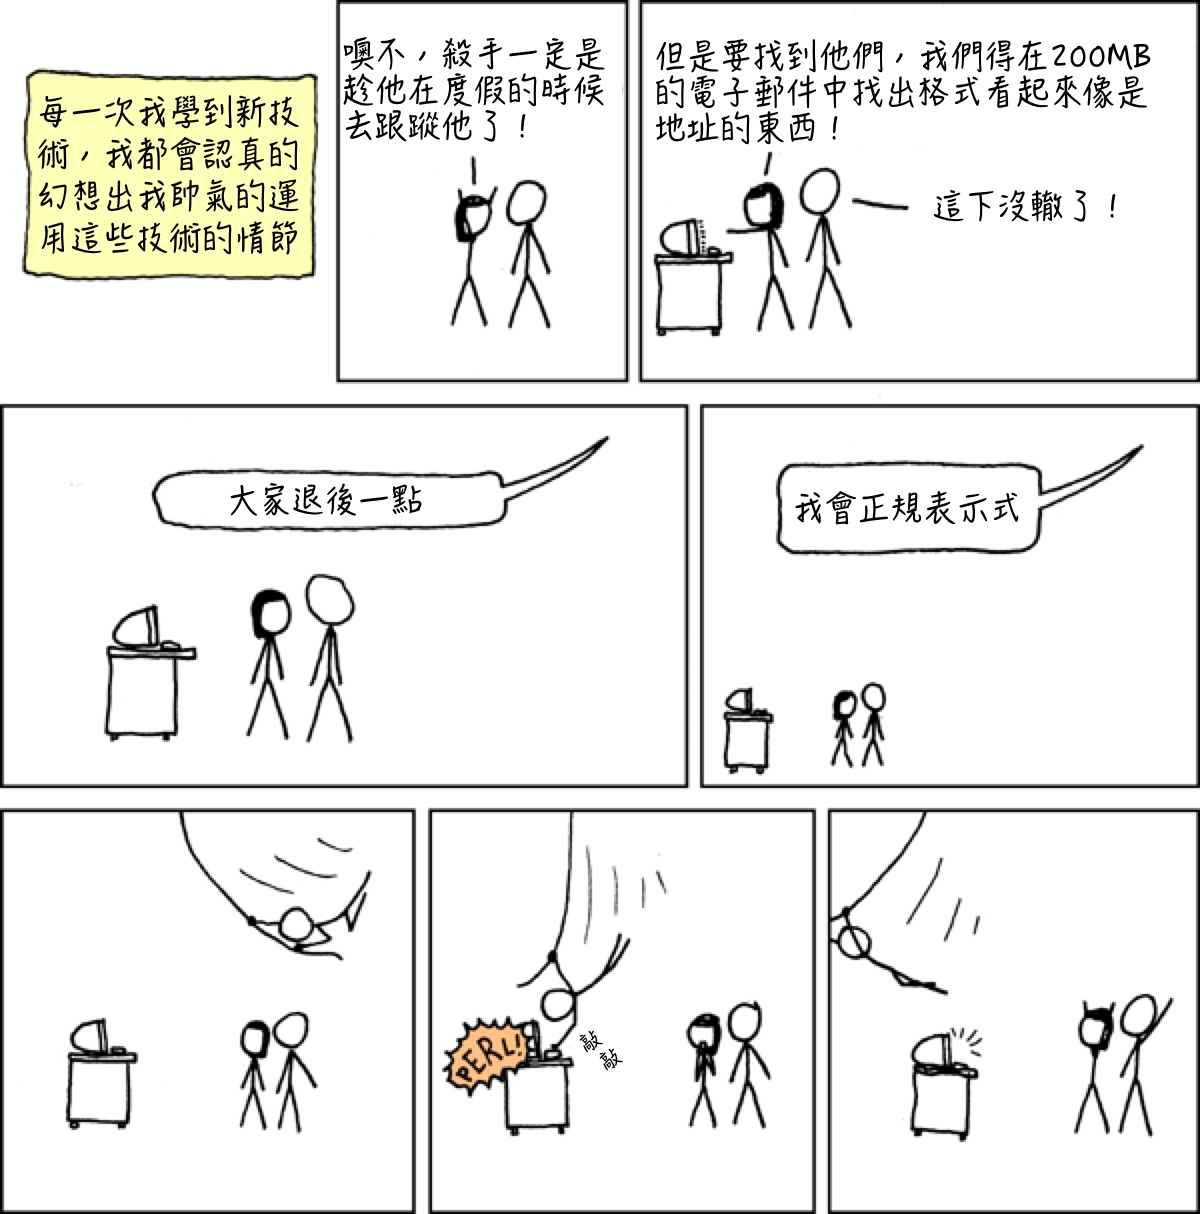 每一次我學到新技
術，我都會認真的
幻想出我帥氣的運
用這些技術的情節
噢不，殺手一定是
趁他在度假的時候
去跟蹤他了！
但是要找到他們，我們得在200MB
的電子郵件中找出格式看起來像是
地址的東西！
這下沒轍了！
大家退後一點
我會正規表示式
PERL!
敲
敲